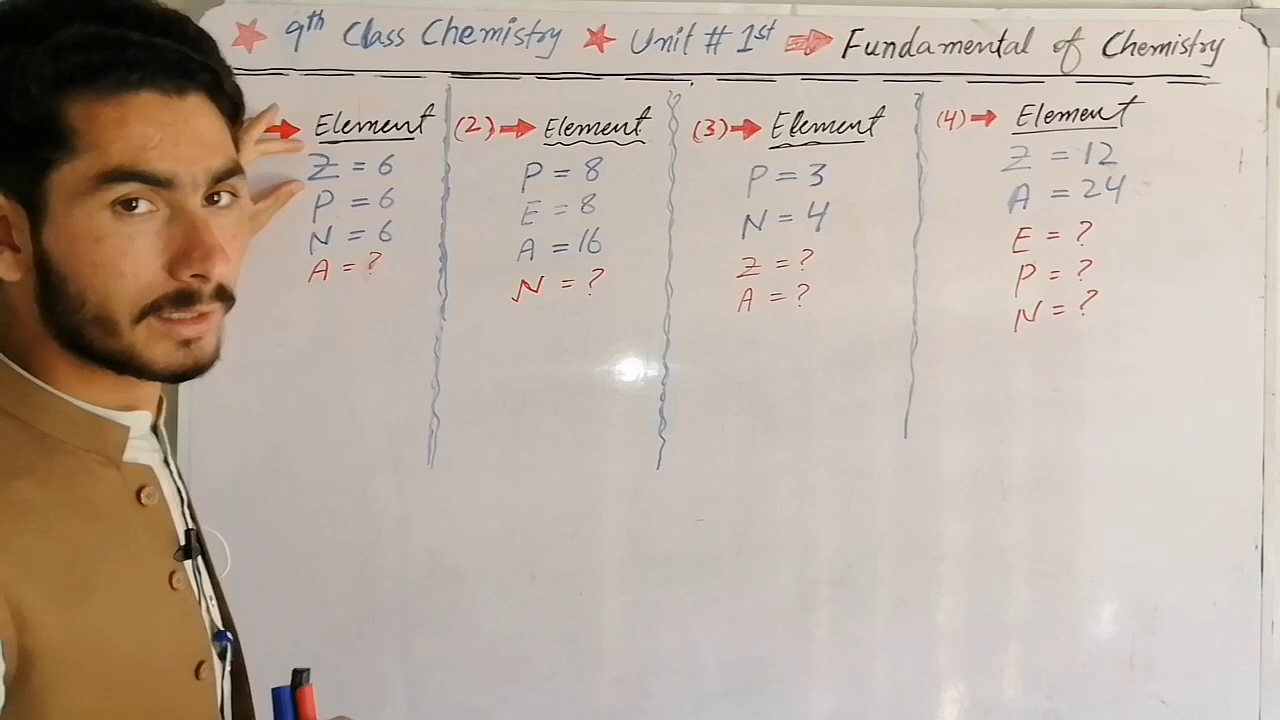 9th Class Chemistry Unit # 1st Fundamental of Chemistry
Element
Z = 6
P = 6
N = 6
A = ?
(2) Element
P = 8
E = 8
A = 16
N = ?
(3) Element
P = 3
N = 4
Z = ?
A = ?
(4) Element
Z = 12
A = 24
E = ?
P = ?
N = ?